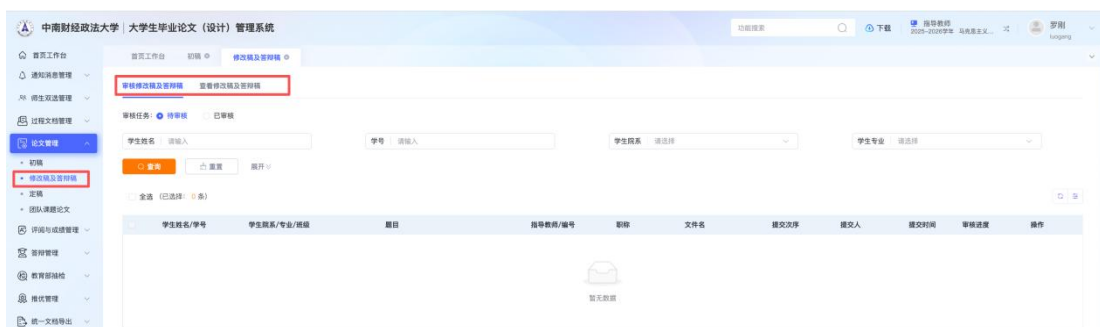 中南财经政法大学 | 大学生毕业论文（设计）管理系统
功能搜索
下载
指导教师
2025-2026学年 马克思主义...
罗刚
luogang
首页工作台
首页工作台 初稿 修改稿及答辩稿
通知消息管理
师生双选管理
过程文档管理
论文管理
初稿
修改稿及答辩稿
定稿
团队课题论文
评阅与成绩管理
答辩管理
教育部抽检
推优管理
统一文档导出
审核修改稿及答辩稿 查看修改稿及答辩稿
审核任务： 待审核 已审核
学生姓名 请输入 学号 请输入 学生院系 请选择 学生专业 请选择
查询 重置 展开
全选 （已选择： 0 条）
学生姓名/学号 学生院系/专业/班级 题目 指导教师/编号 职称 文件名 提交次序 提交人 提交时间 审核进度 操作
暂无数据